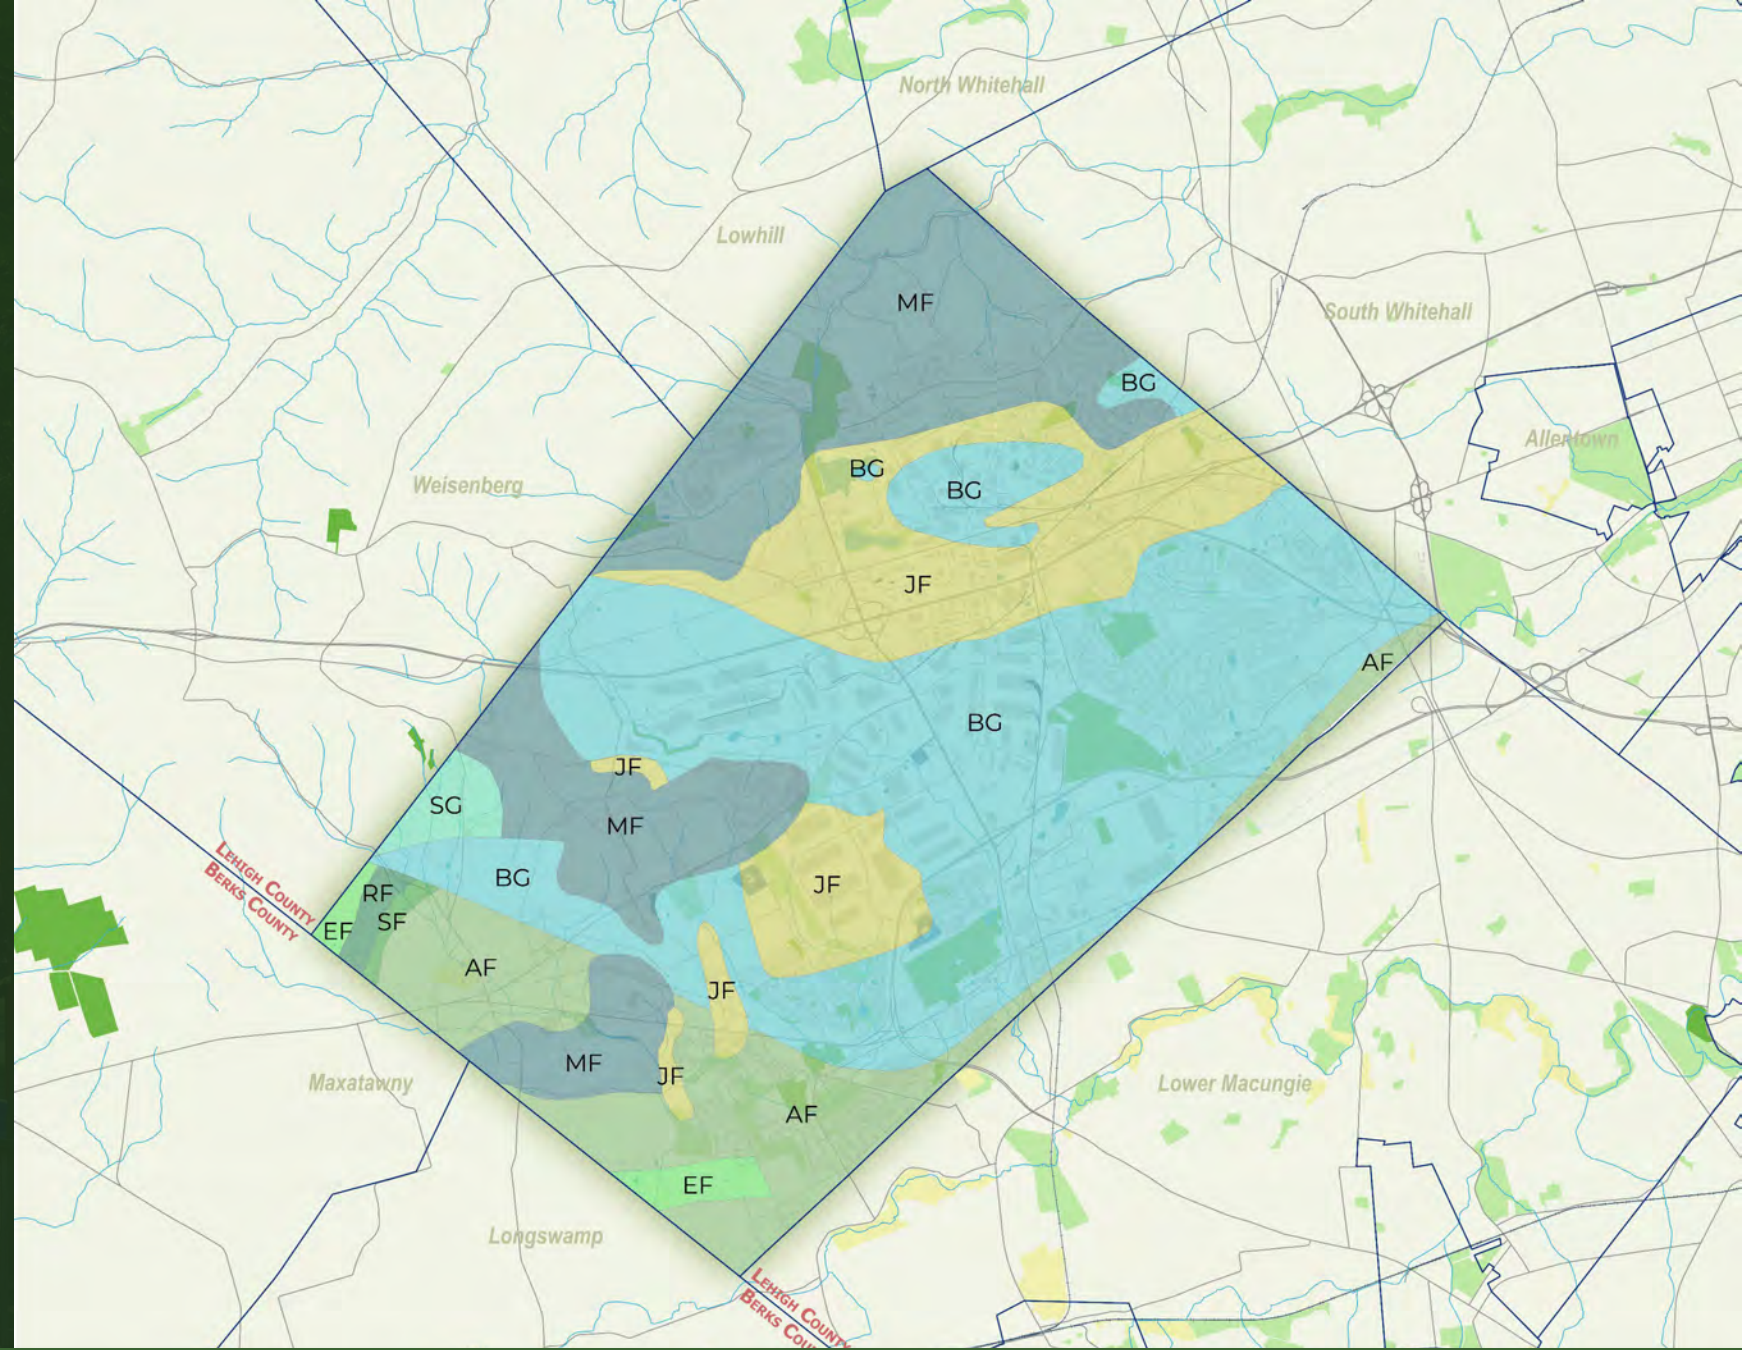 North Whitehall
Lowhill
MF
South Whitehall
BG
Allentown
BG
BG
Weisenberg
JF
AF
BG
JF
SG
MF
LEHIGH COUNTY
BERKS COUNTY
BG
JF
RF
SF
EF
AF
JF
MF
JF
Maxatawny
Lower Macungie
AF
EF
Longswamp
LEHIGH COUNTY
BERKS COU